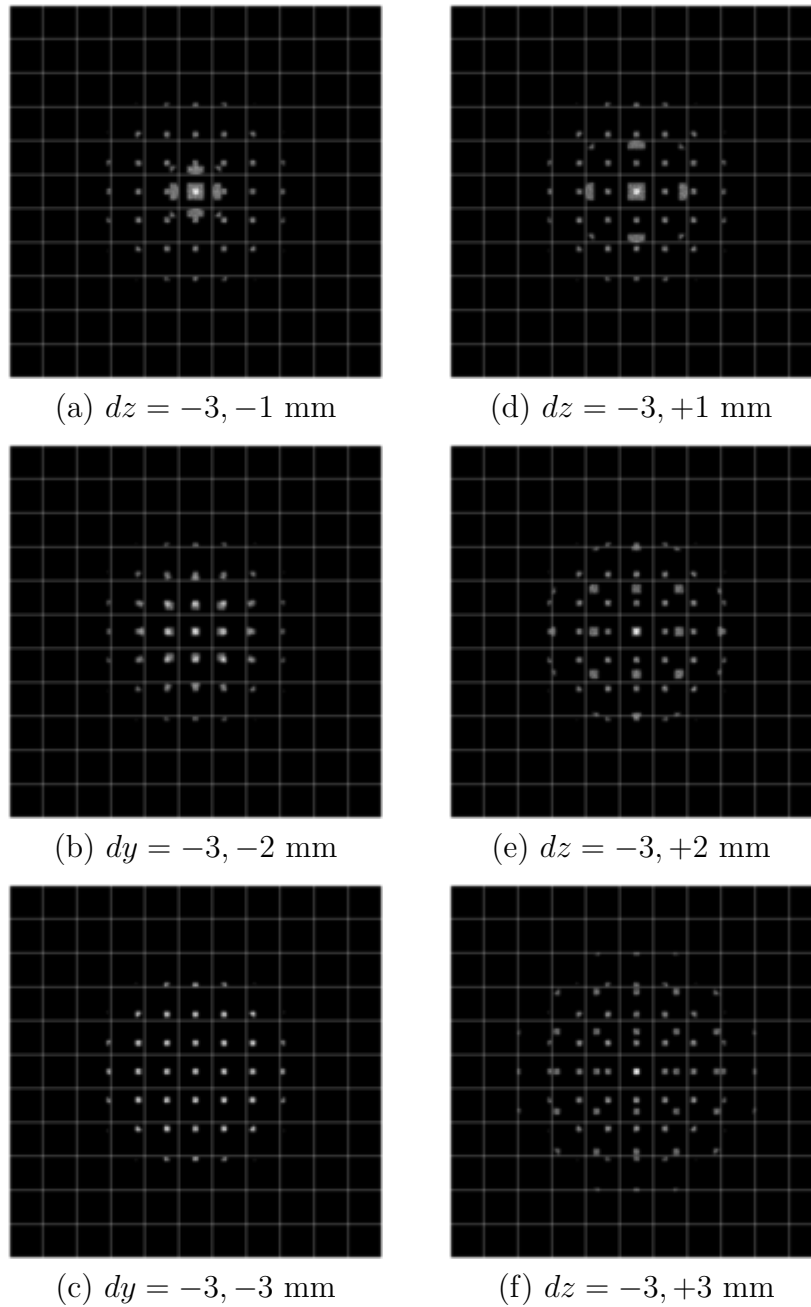 (a) dz = −3, −1 mm
(d) dz = −3, +1 mm
(b) dy = −3, −2 mm
(e) dz = −3, +2 mm
(c) dy = −3, −3 mm
(f) dz = −3, +3 mm